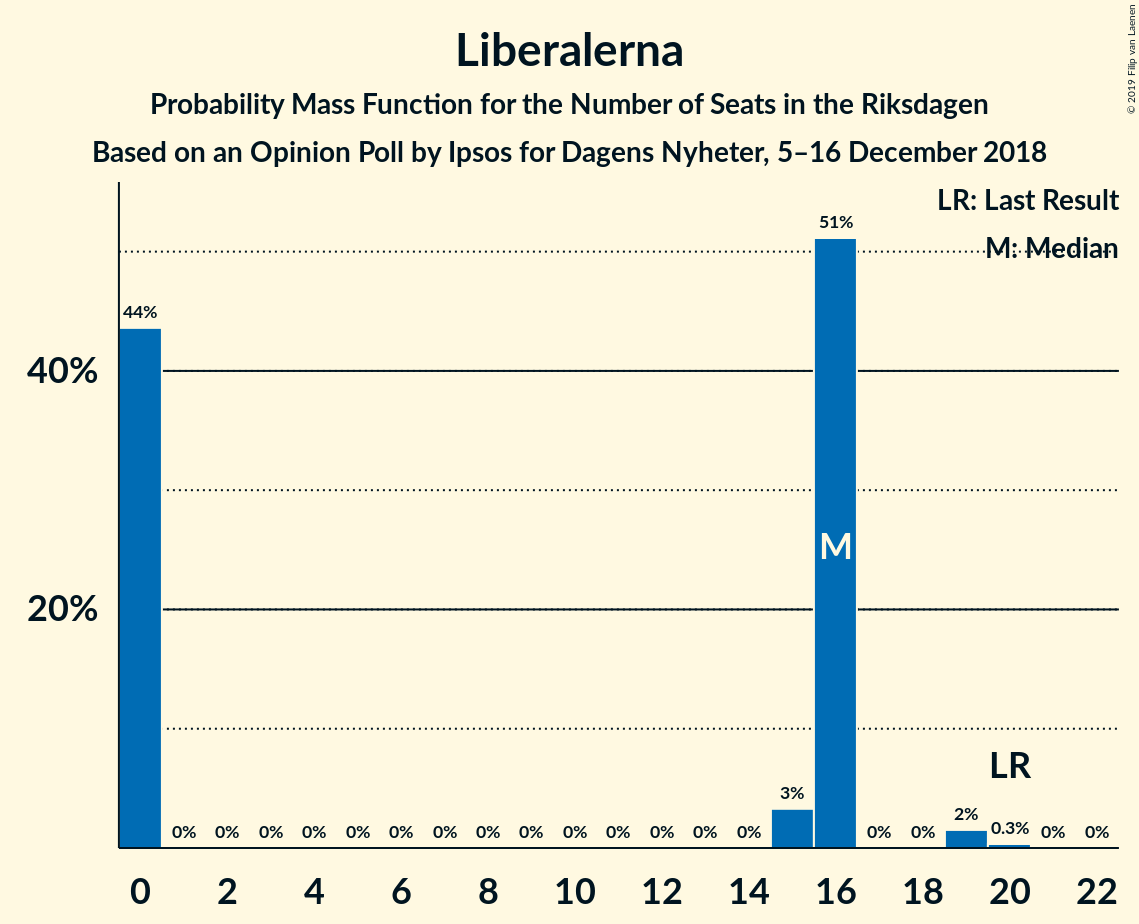 Liberalerna
Probability Mass Function for the Number of Seats in the Riksdagen
Based on an Opinion Poll by Ipsos for Dagens Nyheter, 5–16 December 2018
© 2019 Filip van Laenen
LR: Last Result
M: Median
51%
44%
40%
M
20%
LR
3%
2%
0.3%
0% 0% 0% 0% 0% 0% 0% 0% 0% 0% 0% 0% 0% 0% 0% 0% 0% 0%
0 2 4 6 8 10 12 14 16 18 20 22